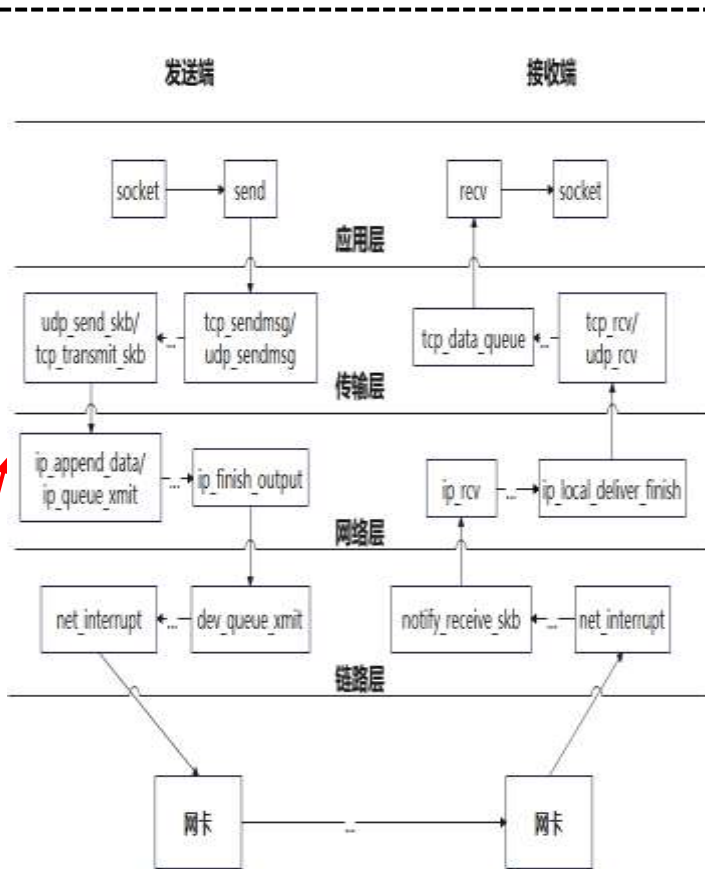 发送端
接收端
socket
send
recv
socket
应用层
udp_send_skb/
tcp_transmit_skb
...
tcp_sendmsg/
udp_sendmsg
tcp_data_queue
...
tcp_rcv/
udp_rcv
传输层
ip_append_data/
ip_queue_xmit
...
ip_finish_output
ip_rcv
...
ip_local_deliver_finish
网络层
net_interrupt
...
dev_queue_xmit
notify_receive_skb
...
net_interrupt
链路层
网卡
...
网卡